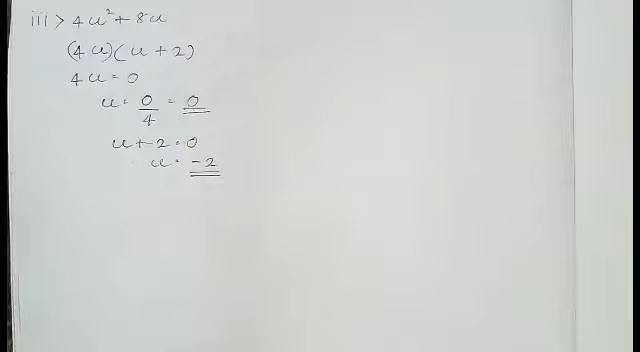 iii> 4u² + 8u
(4u)(u + 2)
4u = 0
u = 0/4 = 0
u + 2 = 0
u = -2